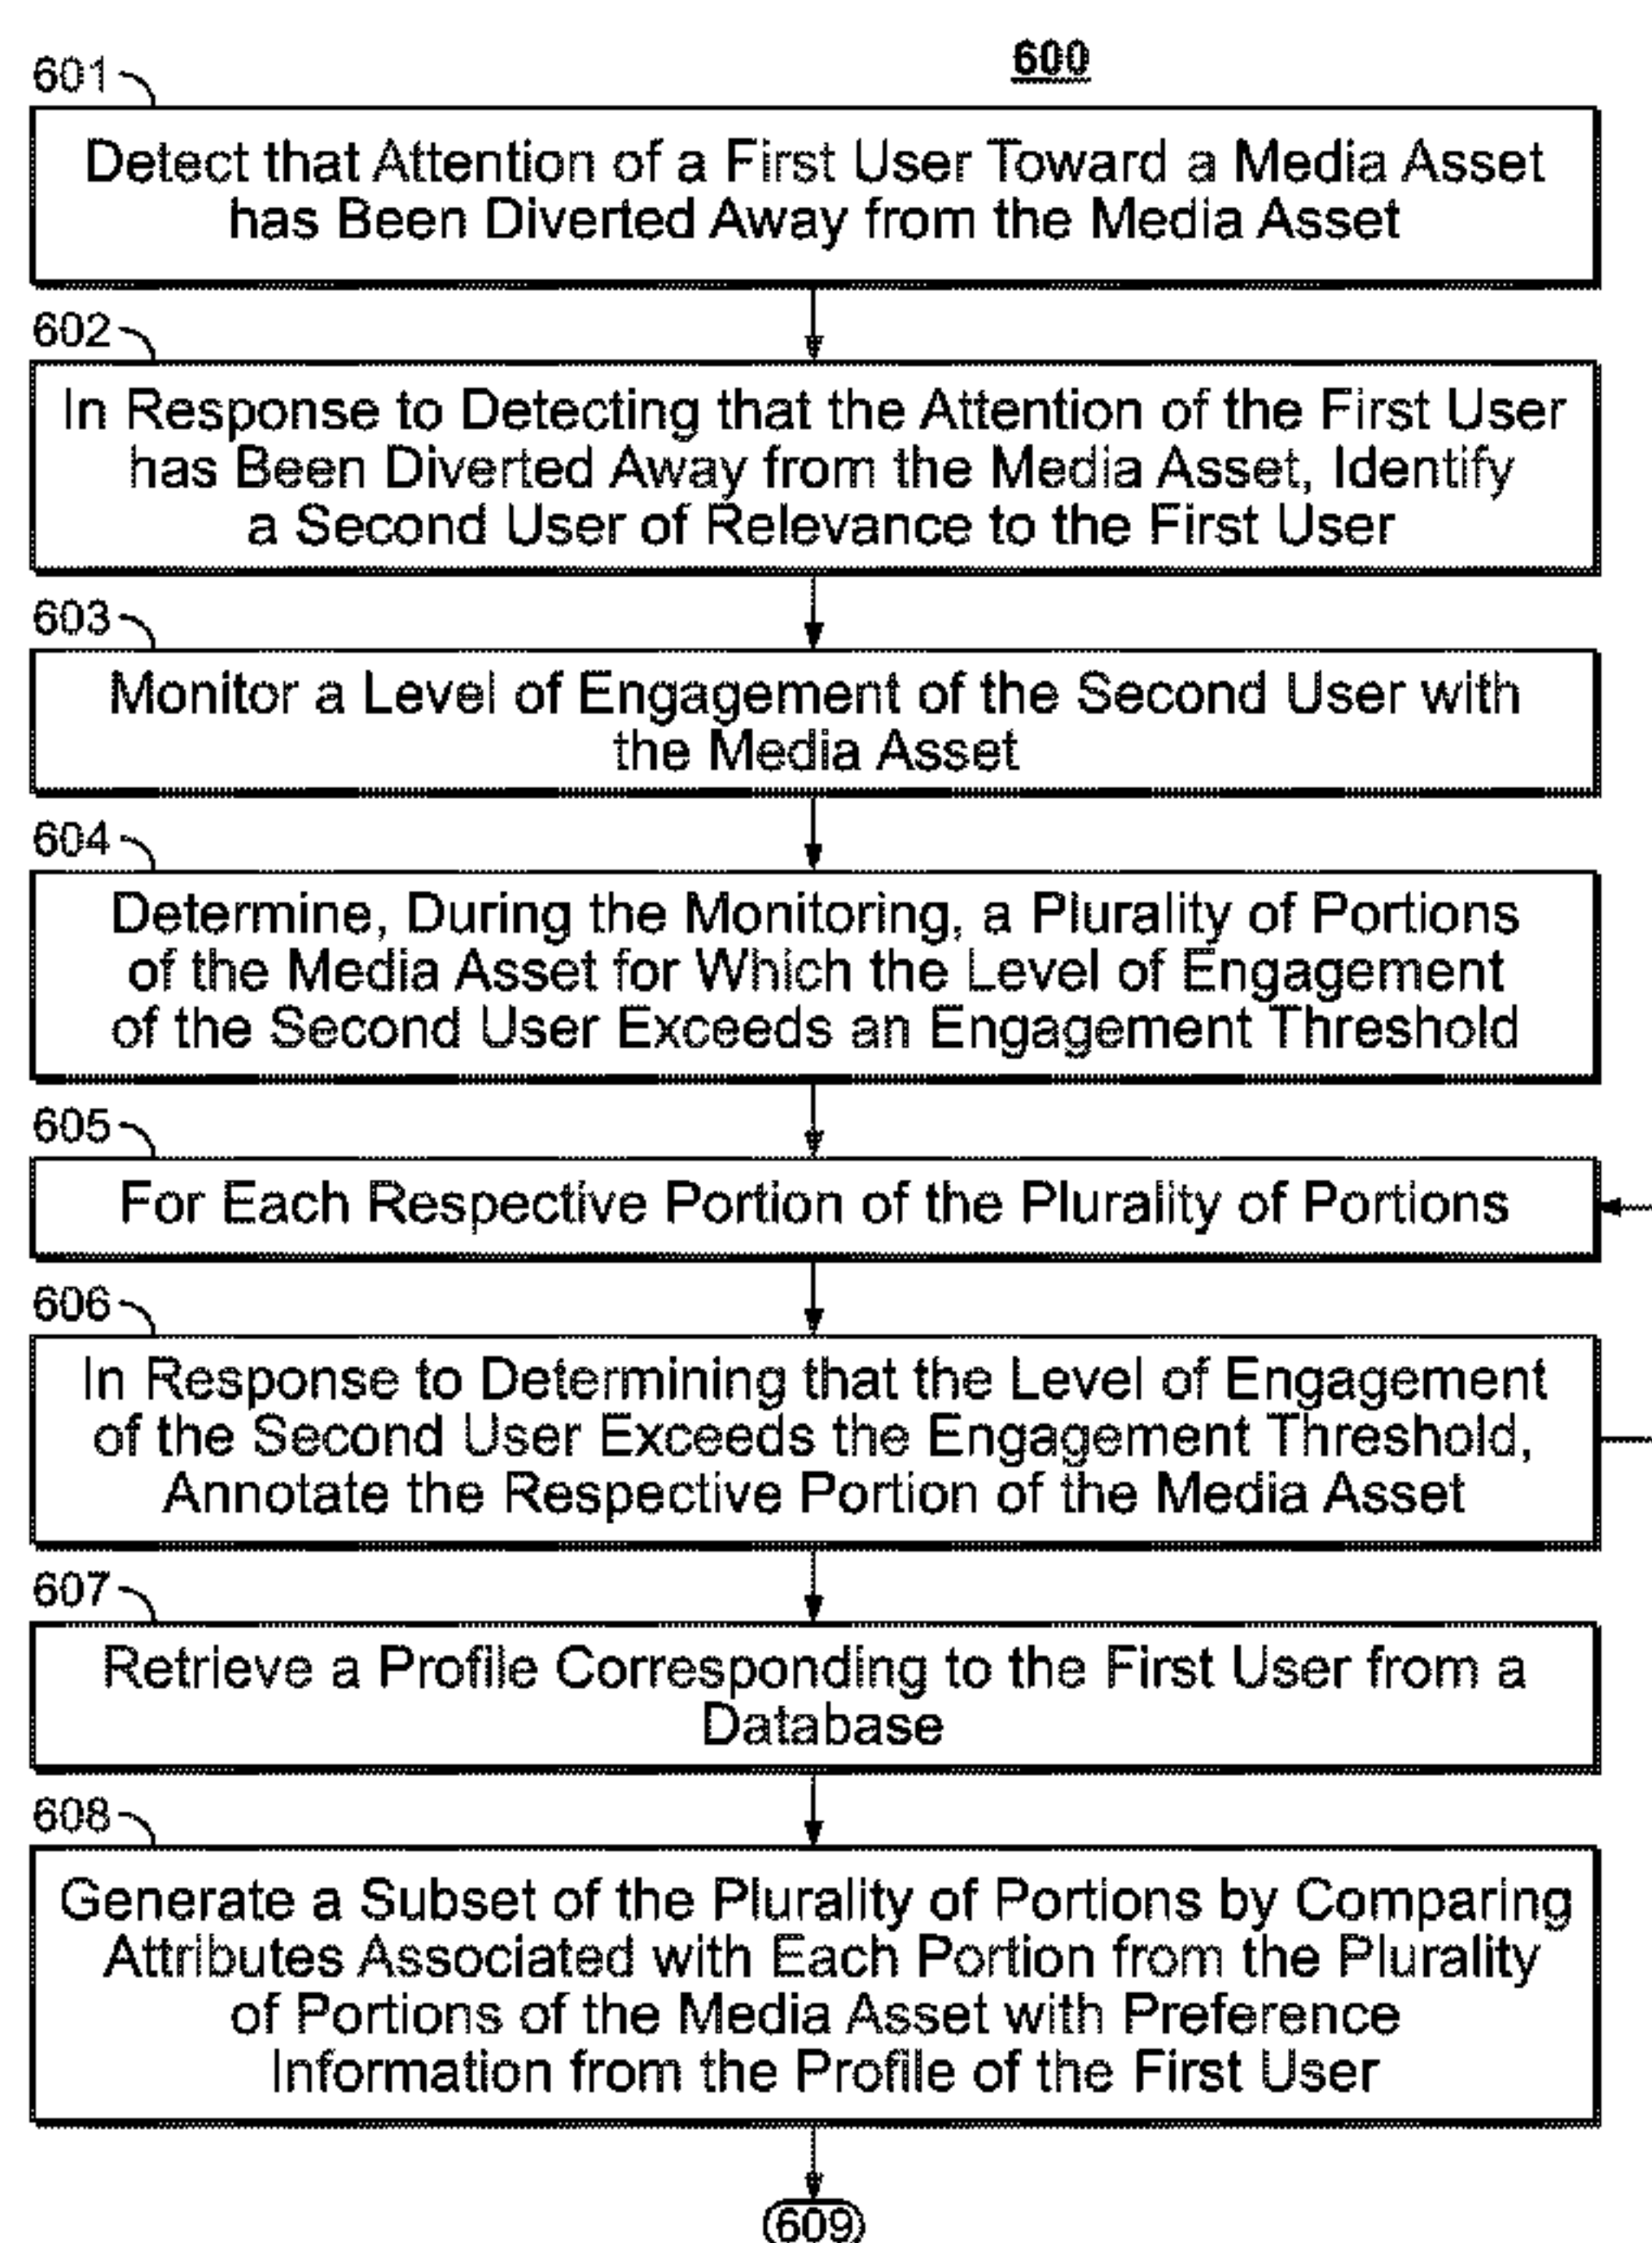 600
601
Detect that Attention of a First User Toward a Media Asset
has Been Diverted Away from the Media Asset
602
In Response to Detecting that the Attention of the First User
has Been Diverted Away from the Media Asset, Identify
a Second User of Relevance to the First User
603
Monitor a Level of Engagement of the Second User with
the Media Asset
604
Determine, During the Monitoring, a Plurality of Portions
of the Media Asset for Which the Level of Engagement
of the Second User Exceeds an Engagement Threshold
605
For Each Respective Portion of the Plurality of Portions
606
In Response to Determining that the Level of Engagement
of the Second User Exceeds the Engagement Threshold,
Annotate the Respective Portion of the Media Asset
607
Retrieve a Profile Corresponding to the First User from a
Database
608
Generate a Subset of the Plurality of Portions by Comparing
Attributes Associated with Each Portion from the Plurality
of Portions of the Media Asset with Preference
Information from the Profile of the First User
609